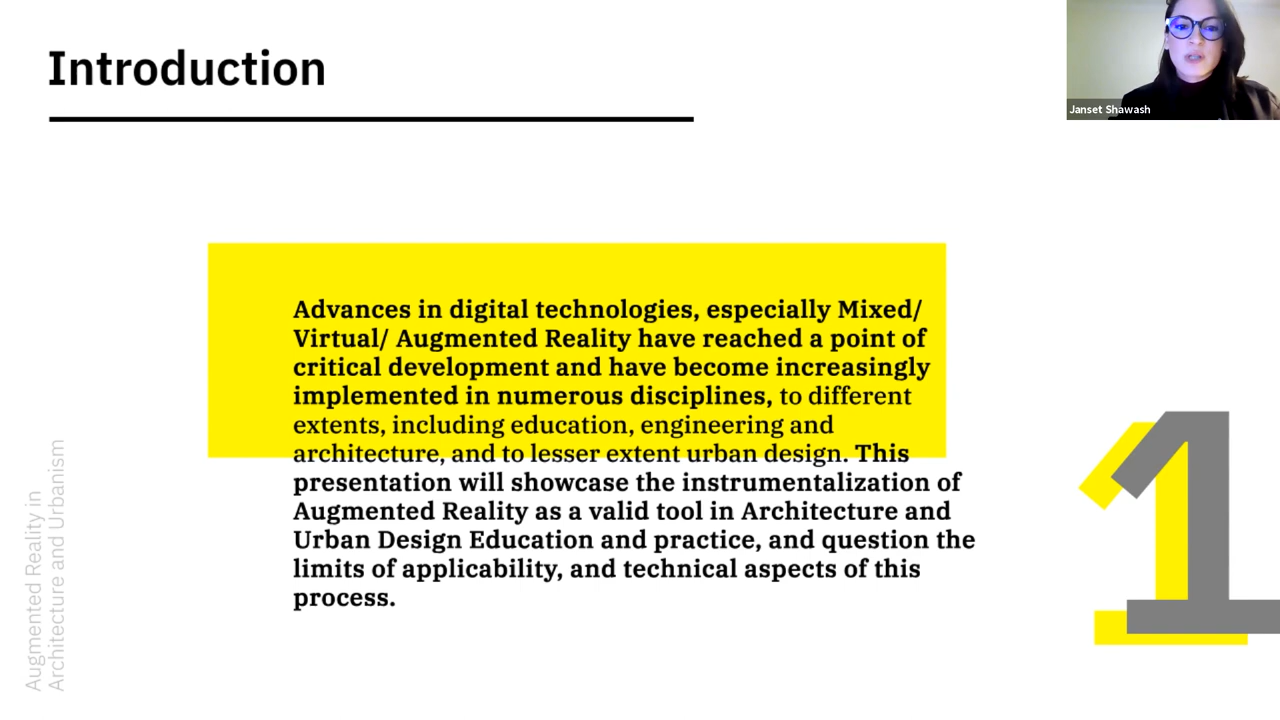 Introduction
Janset Shawash
Advances in digital technologies, especially Mixed/
Virtual/ Augmented Reality have reached a point of
critical development and have become increasingly
implemented in numerous disciplines, to different
extents, including education, engineering and
architecture, and to lesser extent urban design. This
presentation will showcase the instrumentalization of
Augmented Reality as a valid tool in Architecture and
Urban Design Education and practice, and question the
limits of applicability, and technical aspects of this
process.
1
Augmented Reality in
Architecture and Urbanism